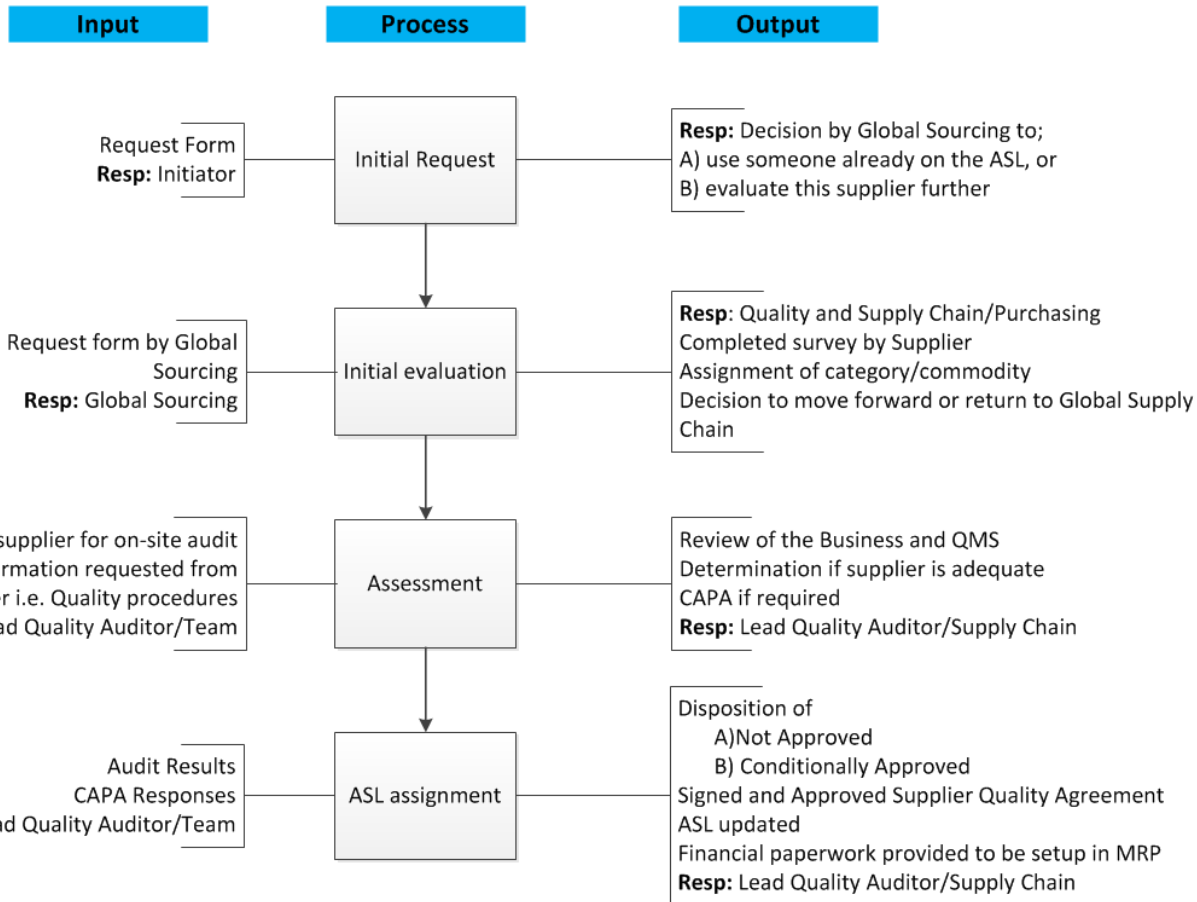 Input
Process
Output
Request Form
Resp: Initiator
Initial Request
Resp: Decision by Global Sourcing to;
A) use someone already on the ASL, or
B) evaluate this supplier further
Request form by Global
Sourcing
Resp: Global Sourcing
Initial evaluation
Resp: Quality and Supply Chain/Purchasing
Completed survey by Supplier
Assignment of category/commodity
Decision to move forward or return to Global Supply
Chain
supplier for on-site audit
requested from
i.e. Quality procedures
Quality Auditor/Team
Assessment
Review of the Business and QMS
Determination if supplier is adequate
CAPA if required
Resp: Lead Quality Auditor/Supply Chain
Audit Results
CAPA Responses
Quality Auditor/Team
ASL assignment
Disposition of
A)Not Approved
B) Conditionally Approved
Signed and Approved Supplier Quality Agreement
ASL updated
Financial paperwork provided to be setup in MRP
Resp: Lead Quality Auditor/Supply Chain